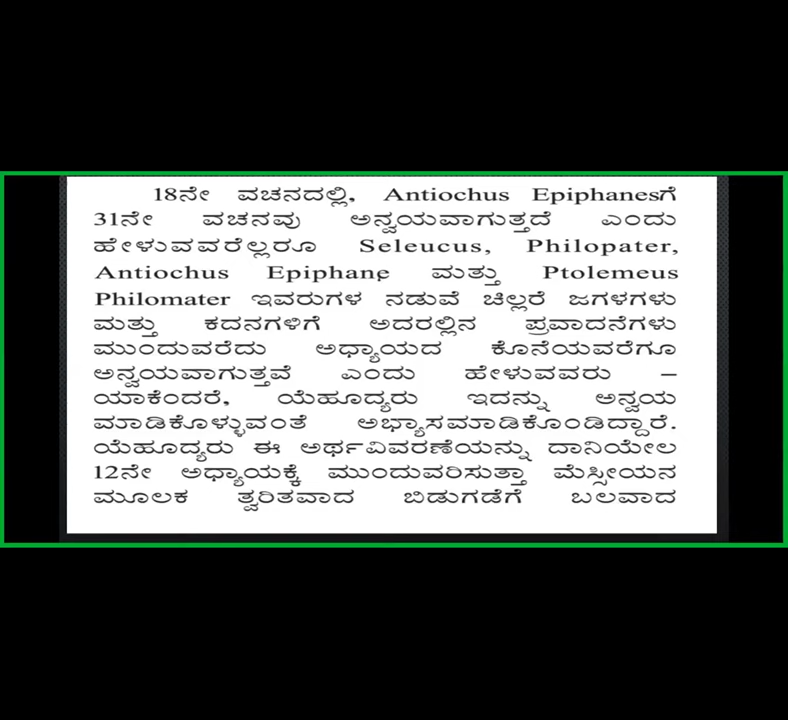 18ನೇ ವಚನದಲ್ಲಿ, Antiochus Epiphanesಗೆ
31ನೇ ವಚನವು ಅನ್ವಯವಾಗುತ್ತದೆ ಎಂದು
ಹೇಳುವವರೆಲ್ಲರೂ Seleucus, Philopater,
Antiochus Epiphane ಮತ್ತು Ptolemeus
Philomater ಇವರುಗಳ ನಡುವೆ ಚಿಲ್ಲರೆ ಜಗಳಗಳು
ಮತ್ತು ಕದನಗಳಿಗೆ ಅದರಲ್ಲಿನ ಪ್ರವಾದನೆಗಳು
ಮುಂದುವರೆದು ಅಧ್ಯಾಯದ ಕೊನೆಯವರೆಗೂ
ಅನ್ವಯವಾಗುತ್ತವೆ ಎಂದು ಹೇಳುವವರು –
ಯಾಕೆಂದರೆ, ಯೆಹೂದ್ಯರು ಇದನ್ನು ಅನ್ವಯ
ಮಾಡಿಕೊಳ್ಳುವಂತೆ ಅಭ್ಯಾಸಮಾಡಿಕೊಂಡಿದ್ದಾರೆ.
ಯೆಹೂದ್ಯರು ಈ ಅರ್ಥವಿವರಣೆಯನ್ನು ದಾನಿಯೇಲ
12ನೇ ಅಧ್ಯಾಯಕ್ಕೆ ಮುಂದುವರಿಸುತ್ತಾ ಮೆಸ್ಸೀಯನ
ಮೂಲಕ ತ್ವರಿತವಾದ ಬಿಡುಗಡೆಗೆ ಬಲವಾದ